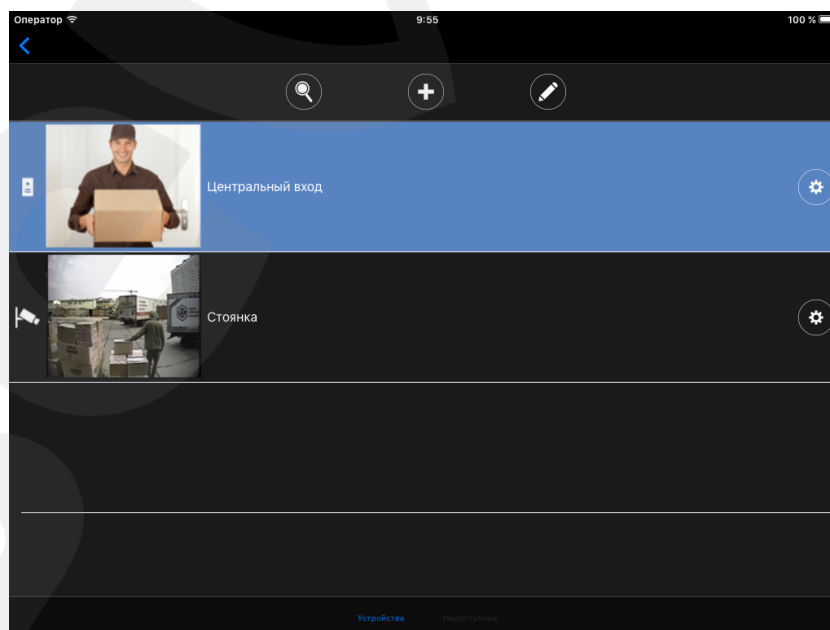 Оператор 9:55 100 %
Центральный вход
Стоянка
Устройства Недоступные